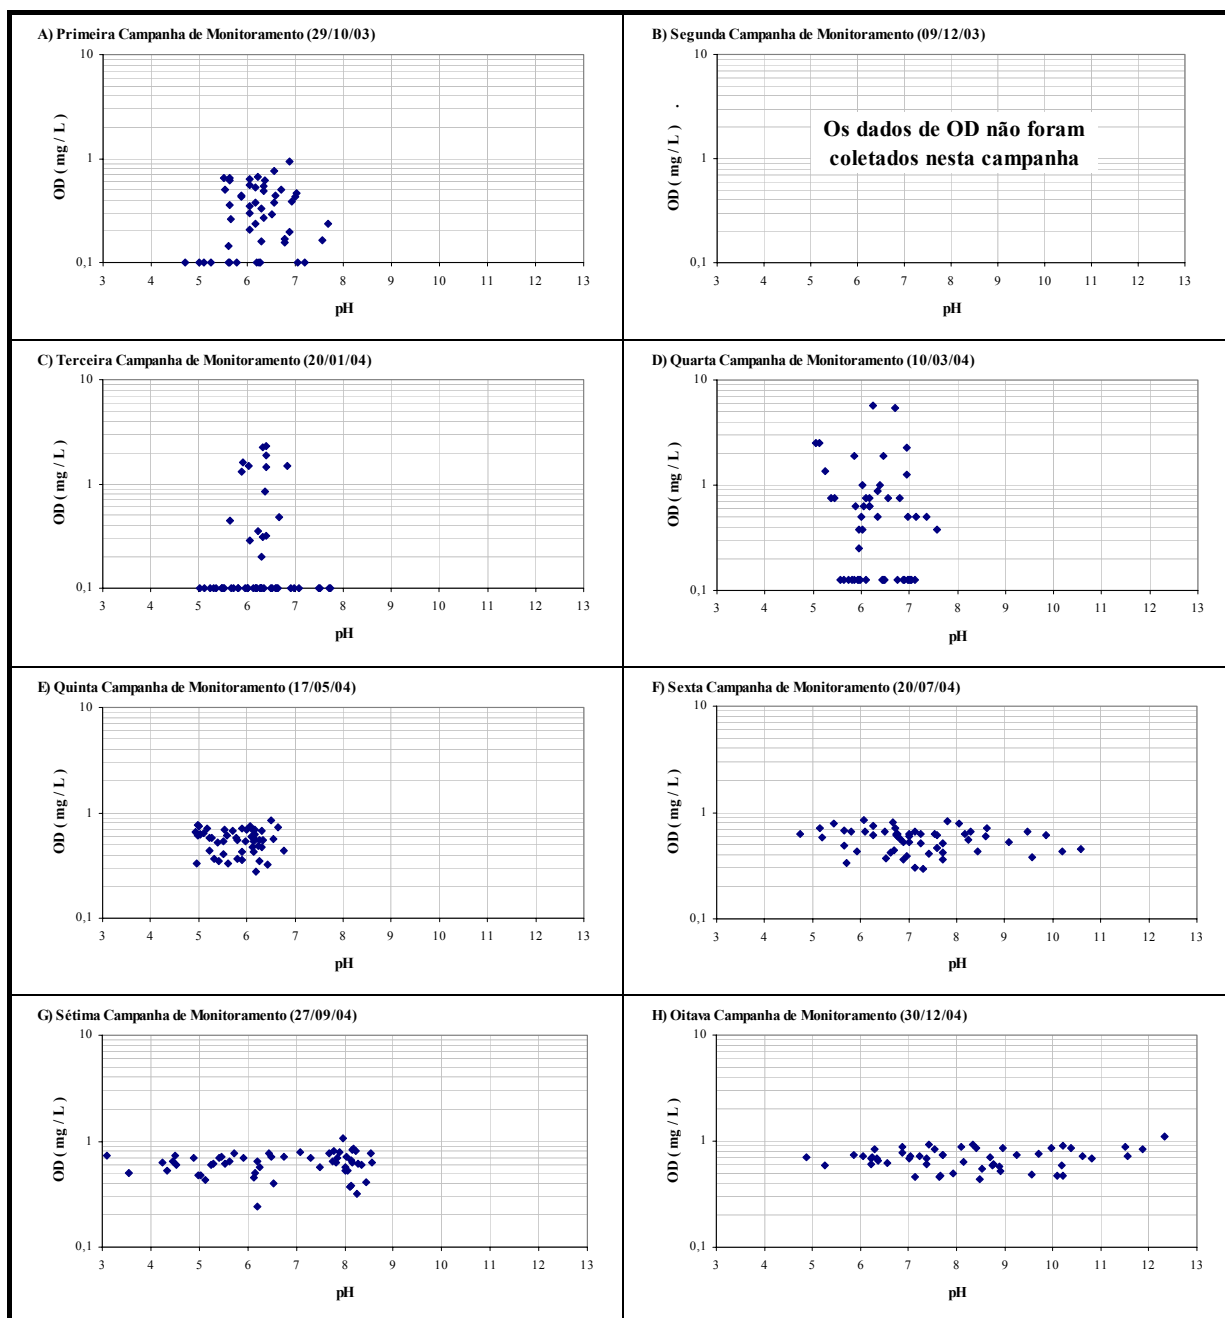 A) Primeira Campanha de Monitoramento (29/10/03)
10
1
0,1
OD ( mg / L )
3 4 5 6 7 8 9 10 11 12 13
pH
B) Segunda Campanha de Monitoramento (09/12/03)
10
1
0,1
OD ( mg / L ) .
Os dados de OD não foram
coletados nesta campanha
3 4 5 6 7 8 9 10 11 12 13
pH
C) Terceira Campanha de Monitoramento (20/01/04)
10
1
0,1
OD ( mg / L )
3 4 5 6 7 8 9 10 11 12 13
pH
D) Quarta Campanha de Monitoramento (10/03/04)
10
1
0,1
OD ( mg / L )
3 4 5 6 7 8 9 10 11 12 13
pH
E) Quinta Campanha de Monitoramento (17/05/04)
10
1
0,1
OD ( mg / L )
3 4 5 6 7 8 9 10 11 12 13
pH
F) Sexta Campanha de Monitoramento (20/07/04)
10
1
0,1
OD ( mg / L )
3 4 5 6 7 8 9 10 11 12 13
pH
G) Sétima Campanha de Monitoramento (27/09/04)
10
1
0,1
OD ( mg / L )
3 4 5 6 7 8 9 10 11 12 13
pH
H) Oitava Campanha de Monitoramento (30/12/04)
10
1
0,1
OD ( mg / L )
3 4 5 6 7 8 9 10 11 12 13
pH